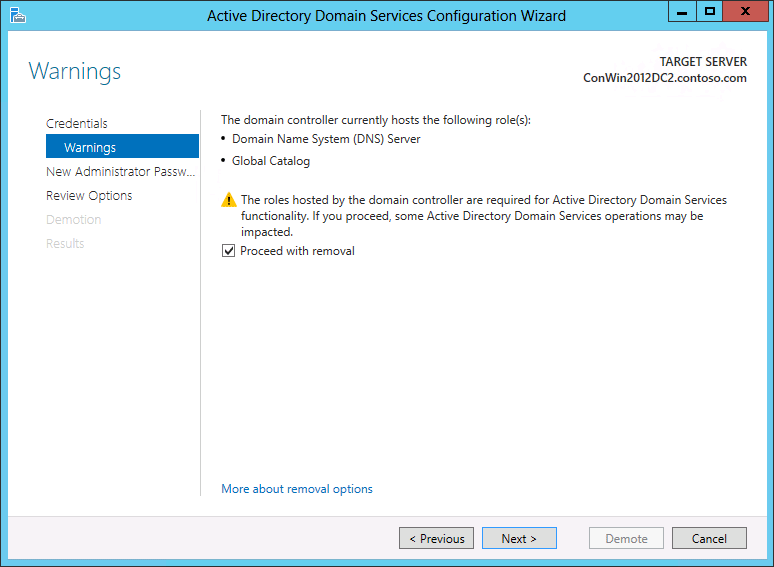 Active Directory Domain Services Configuration Wizard
Warnings
TARGET SERVER
ConWin2012DC2.contoso.com
Credentials
Warnings
New Administrator Passw...
Review Options
Demotion
Results
The domain controller currently hosts the following role(s):
• Domain Name System (DNS) Server
• Global Catalog
The roles hosted by the domain controller are required for Active Directory Domain Services
functionality. If you proceed, some Active Directory Domain Services operations may be
impacted.
Proceed with removal
More about removal options
< Previous
Next >
Demote
Cancel